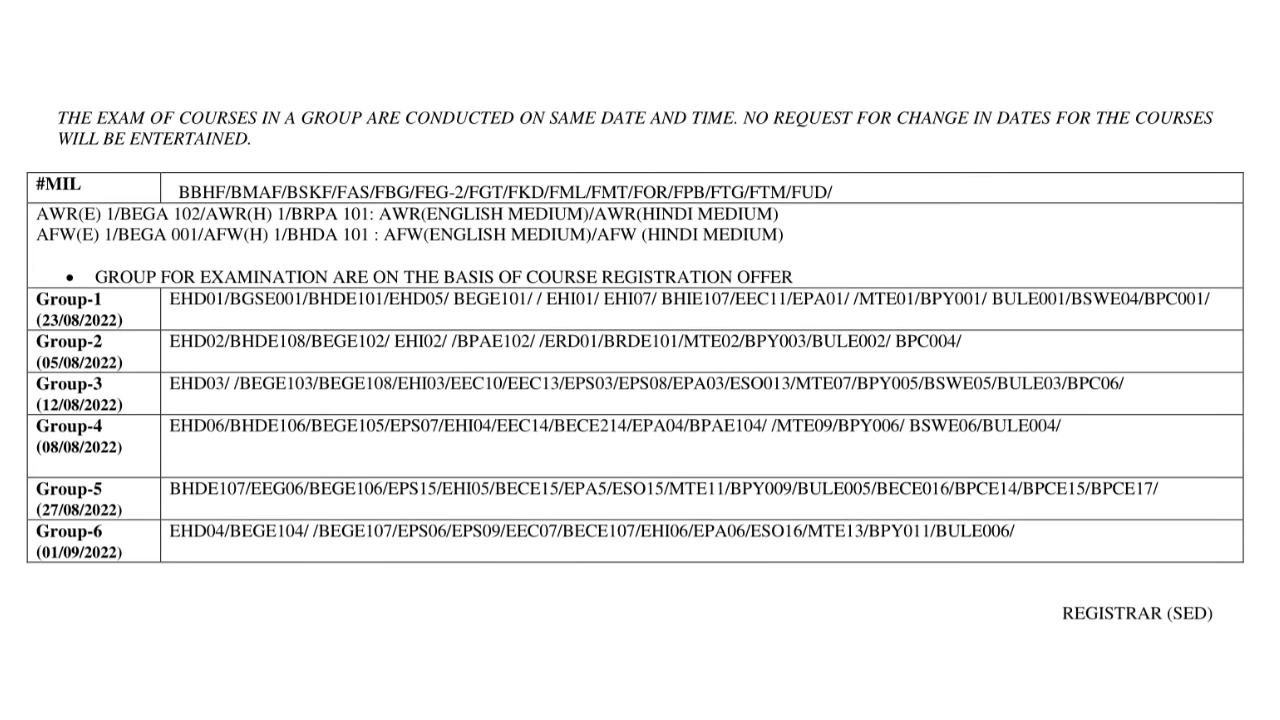 THE EXAM OF COURSES IN A GROUP ARE CONDUCTED ON SAME DATE AND TIME. NO REQUEST FOR CHANGE IN DATES FOR THE COURSES
WILL BE ENTERTAINED.
#MIL BBHF/BMAF/BSKF/FAS/FBG/FEG-2/FGT/FKD/FML/FMT/FOR/FPB/FTG/FTM/FUD/
AWR(E) 1/BEGA 102/AWR(H) 1/BRPA 101: AWR(ENGLISH MEDIUM)/AWR(HINDI MEDIUM)
AFW(E) 1/BEGA 001/AFW(H) 1/BHDA 101 : AFW(ENGLISH MEDIUM)/AFW (HINDI MEDIUM)
• GROUP FOR EXAMINATION ARE ON THE BASIS OF COURSE REGISTRATION OFFER
Group-1 EHD01/BGSE001/BHDE101/EHD05/ BEGE101/ / EHI01/ EHI07/ BHIE107/EEC11/EPA01/ /MTE01/BPY001/ BULE001/BSWE04/BPC001/
(23/08/2022)
Group-2 EHD02/BHDE108/BEGE102/ EHI02/ /BPAE102/ /ERD01/BRDE101/MTE02/BPY003/BULE002/ BPC004/
(05/08/2022)
Group-3 EHD03/ /BEGE103/BEGE108/EHI03/EEC10/EEC13/EPS03/EPS08/EPA03/ESO013/MTE07/BPY005/BSWE05/BULE03/BPC06/
(12/08/2022)
Group-4 EHD06/BHDE106/BEGE105/EPS07/EHI04/EEC14/BECE214/EPA04/BPAE104/ /MTE09/BPY006/ BSWE06/BULE004/
(08/08/2022)
Group-5 BHDE107/EEG06/BEGE106/EPS15/EHI05/BECE15/EPA5/ESO15/MTE11/BPY009/BULE005/BECE016/BPCE14/BPCE15/BPCE17/
(27/08/2022)
Group-6 EHD04/BEGE104/ /BEGE107/EPS06/EPS09/EEC07/BECE107/EHI06/EPA06/ESO16/MTE13/BPY011/BULE006/
(01/09/2022)
REGISTRAR (SED)